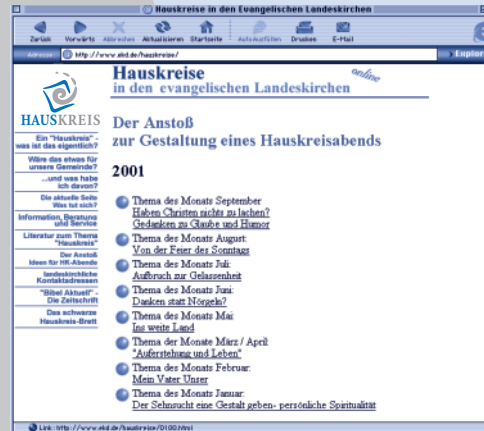 Hauskreise in den Evangelischen Landeskirchen
Zurück Vorwärts Abbrechen Aktualisieren Startseite AutoAusfüllen Drucken E-Mail
Adresse: http://www.ekd.de/hauskreise/ Explor
Hauskreise online
in den evangelischen Landeskirchen
HAUSKREIS
Ein "Hauskreis" -
was ist das eigentlich?
Wäre das etwas für
unsere Gemeinde?
...und was habe
ich davon?
Die aktuelle Seite
Was tut sich?
Information, Beratung
und Service
Literatur zum Thema
"Hauskreis"
Der Anstoß
Ideen für HK-Abende
landeskirchliche
Kontaktadressen
"Bibel Aktuell" -
Die Zeitschrift
Das schwarze
Hauskreis-Brett
Der Anstoß
zur Gestaltung eines Hauskreisabends
2001
Thema des Monats September
Haben Christen nichts zu lachen?
Gedanken zu Glaube und Humor
Thema des Monats August:
Von der Feier des Sonntags
Thema des Monats Juli:
Aufbruch zur Gelassenheit
Thema des Monats Juni:
Danken statt Nörgeln?
Thema des Monats Mai:
Ins weite Land
Thema der Monate März / April:
"Auferstehung und Leben"
Thema des Monats Februar:
Mein Vater Unser
Thema des Monats Januar:
Der Sehnsucht eine Gestalt geben- persönliche Spiritualität
Link: http://www.ekd.de/hauskreise/0100.html